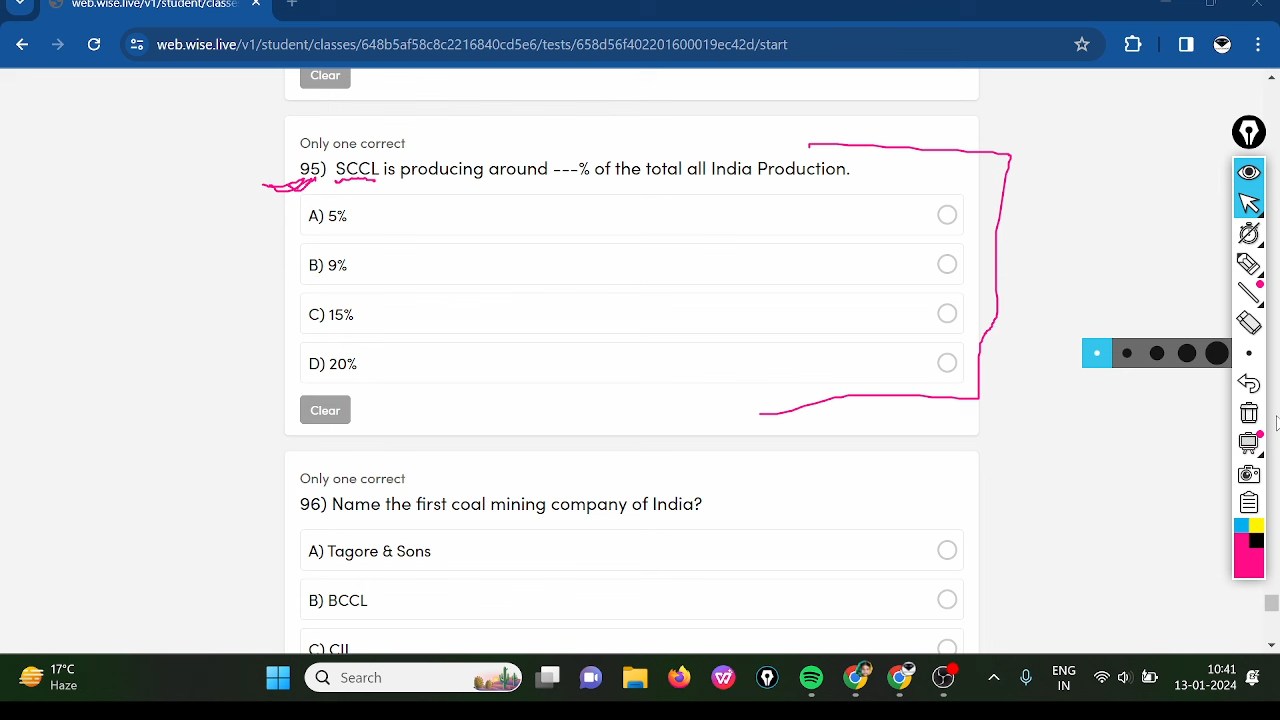 web.wise.live/v1/student/classe
web.wise.live/v1/student/classes/648b5af58c8c2216840cd5e6/tests/658d56f402201600019ec42d/start
Clear
Only one correct
95) SCCL is producing around ---% of the total all India Production.
A) 5%
B) 9%
C) 15%
D) 20%
Clear
Only one correct
96) Name the first coal mining company of India?
A) Tagore & Sons
B) BCCL
C) CIL
17°C
Haze
Search
ENG
IN
10:41
13-01-2024